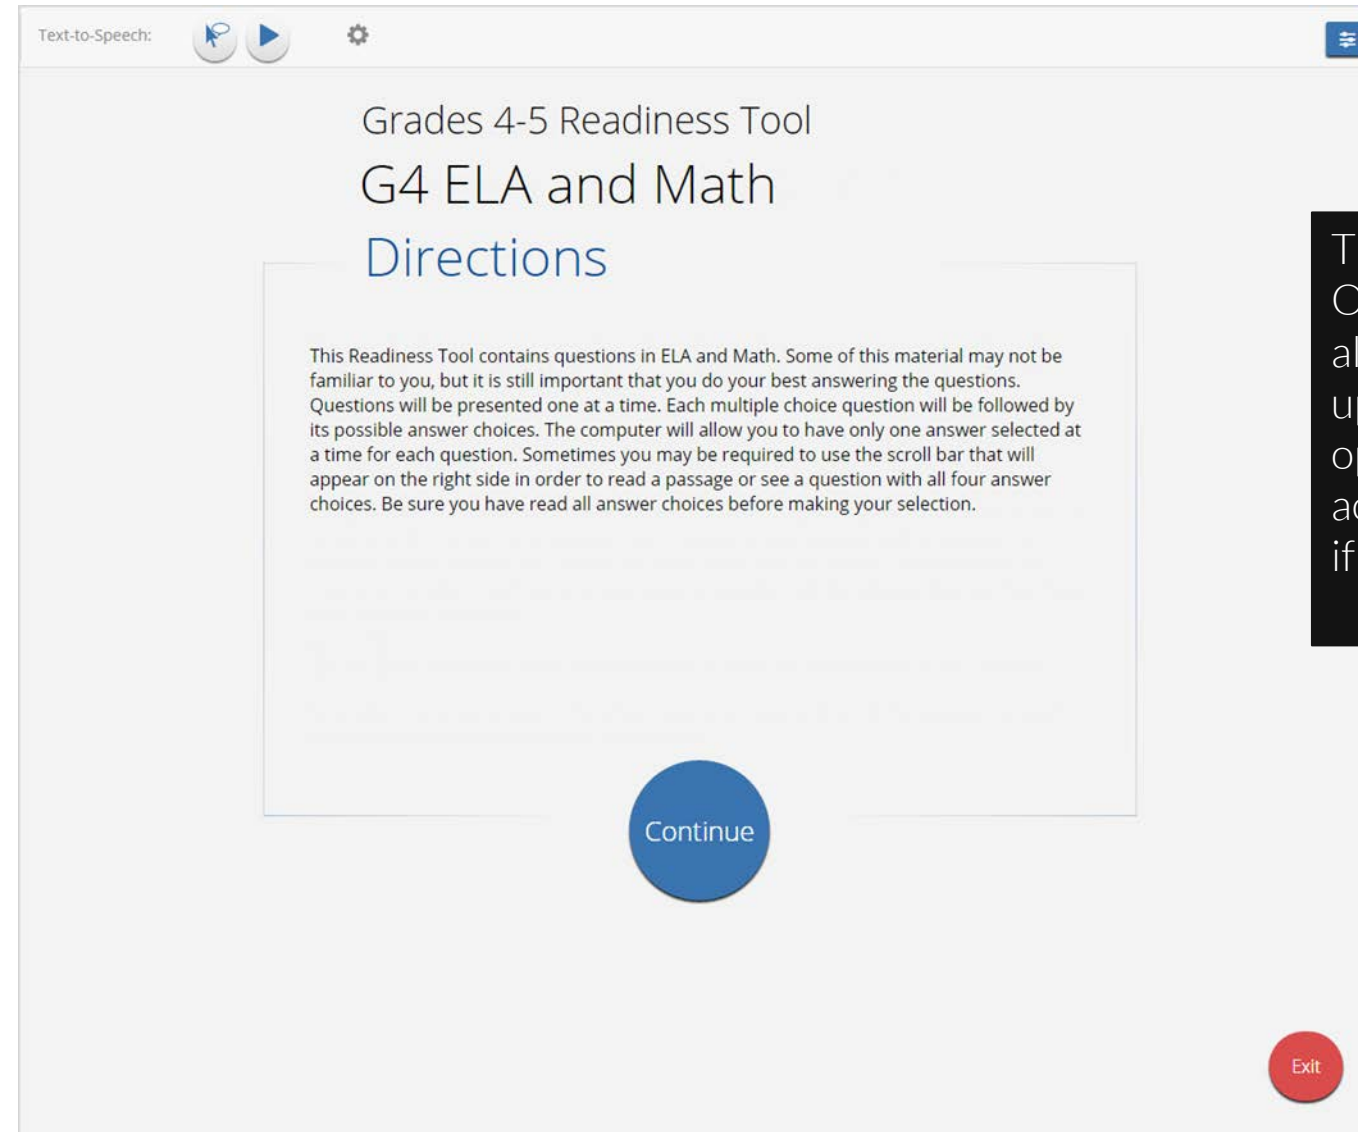 Text-to-Speech:
Grades 4-5 Readiness Tool
G4 ELA and Math
Directions
This Readiness Tool contains questions in ELA and Math. Some of this material may not be
familiar to you, but it is still important that you do your best answering the questions.
Questions will be presented one at a time. Each multiple choice question will be followed by
its possible answer choices. The computer will allow you to have only one answer selected at
a time for each question. Sometimes you may be required to use the scroll bar that will
appear on the right side in order to read a passage or see a question with all four answer
choices. Be sure you have read all answer choices before making your selection.
Continue
Exit
if